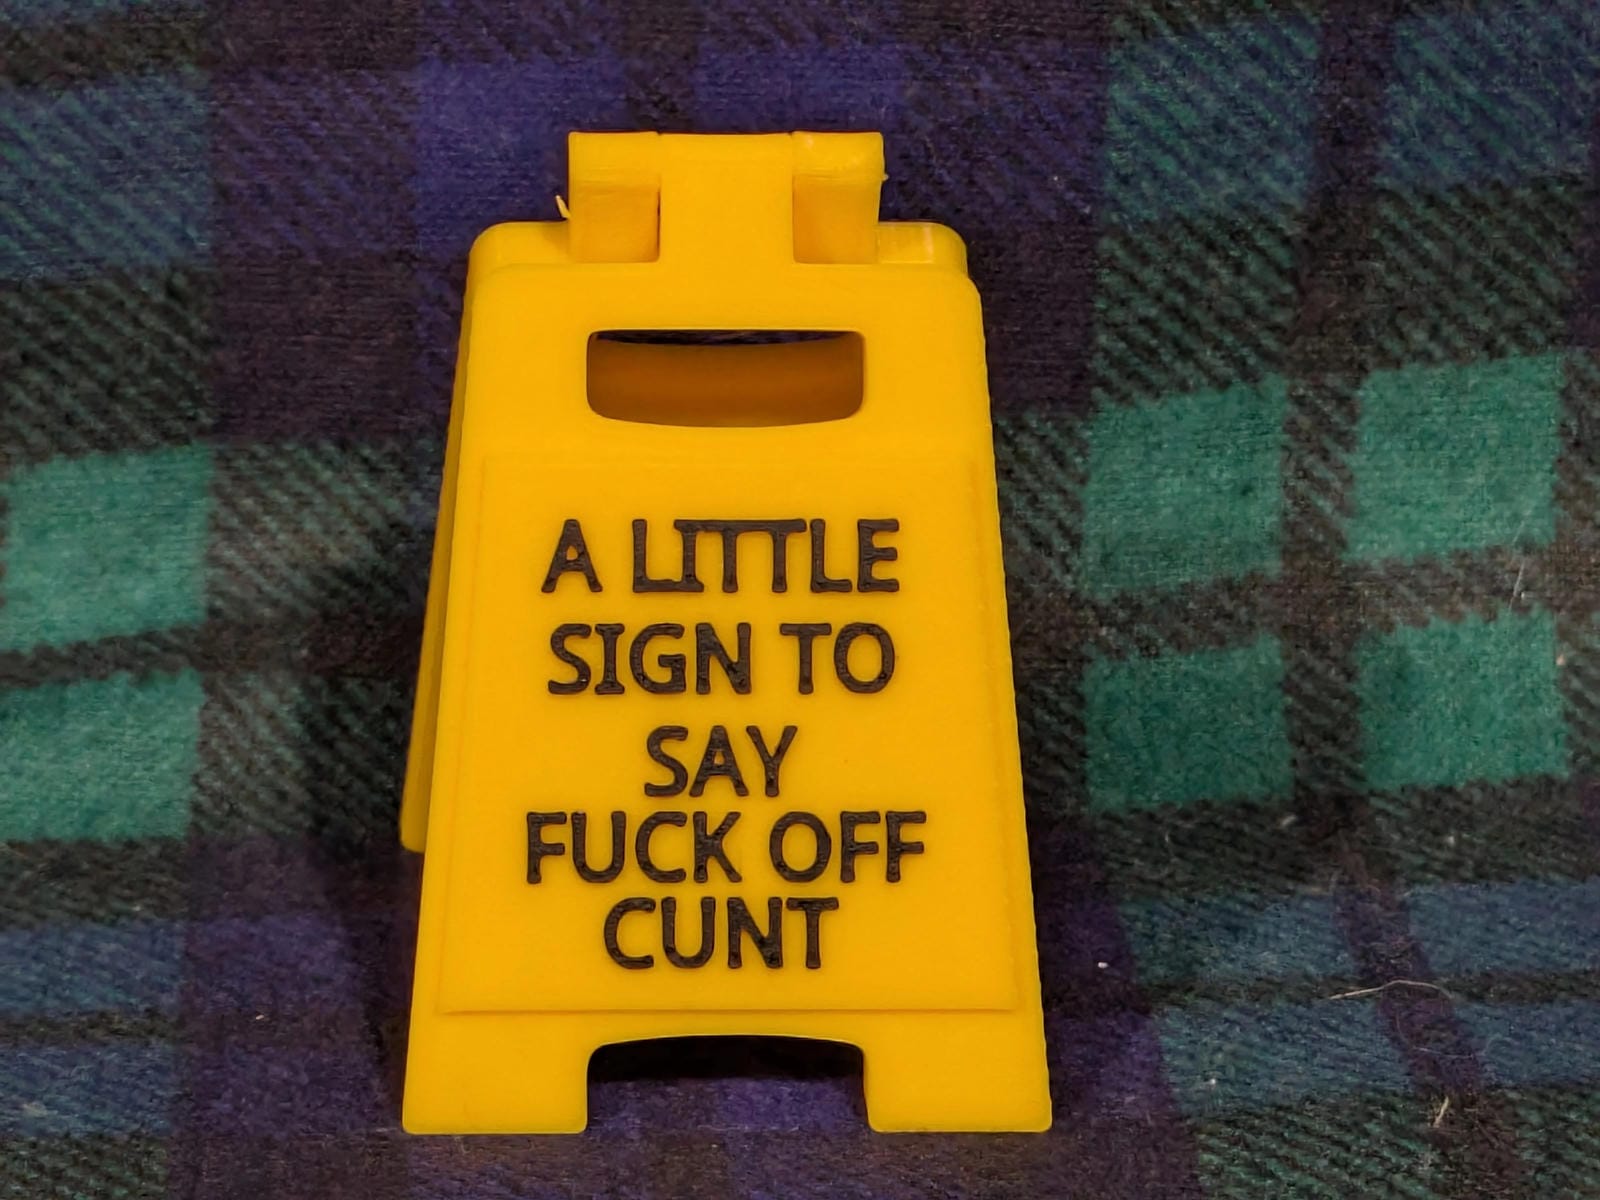 A LITTLE
SIGN TO
SAY
FUCK OFF
CUNT